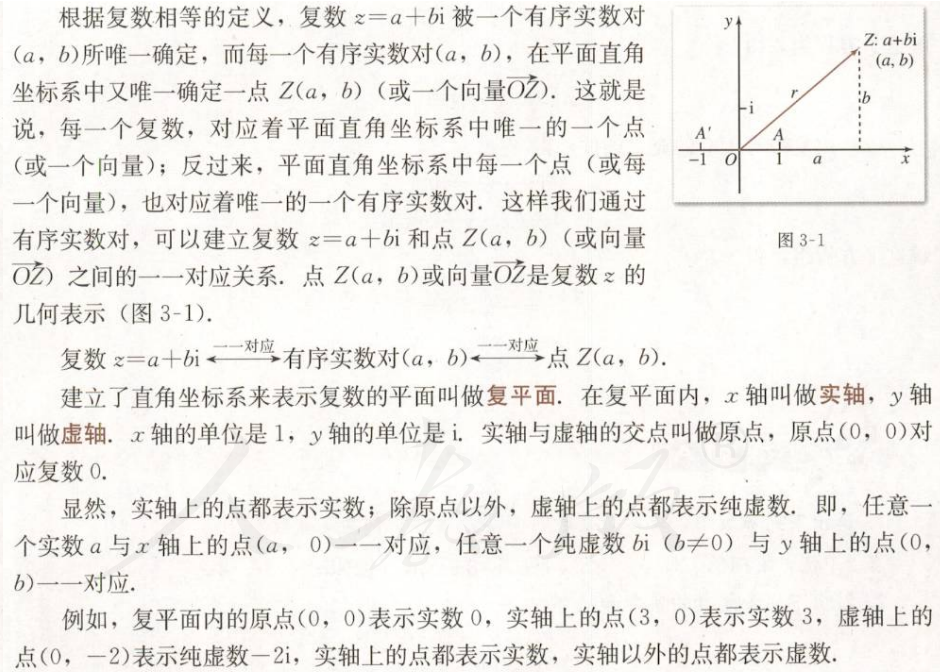 根据复数相等的定义，复数 z=a+bi 被一个有序实数对
(a，b)所唯一确定，而每一个有序实数对(a，b)，在平面直角
坐标系中又唯一确定一点 Z(a，b)（或一个向量OZ）．这就是
说，每一个复数，对应着平面直角坐标系中唯一的一个点
（或一个向量）；反过来，平面直角坐标系中每一个点（或每
一个向量），也对应着唯一的一个有序实数对．这样我们通过
有序实数对，可以建立复数 z=a+bi 和点 Z(a，b)（或向量
OZ）之间的一一对应关系．点 Z(a，b)或向量OZ是复数 z 的
几何表示（图 3-1）．
y
Z: a+bi
(a, b)
r
b
i
A′
A
−1
O
1
a
x
图 3-1
复数 z=a+bi ←一一对应→ 有序实数对(a，b) ←一一对应→ 点 Z(a，b)．
建立了直角坐标系来表示复数的平面叫做复平面．在复平面内，x 轴叫做实轴，y 轴
叫做虚轴．x 轴的单位是 1，y 轴的单位是 i．实轴与虚轴的交点叫做原点，原点(0，0)对
应复数 0．
显然，实轴上的点都表示实数；除原点以外，虚轴上的点都表示纯虚数．即，任意一
个实数 a 与 x 轴上的点(a，0)一一对应，任意一个纯虚数 bi（b≠0）与 y 轴上的点(0，
b)一一对应．
例如，复平面内的原点(0，0)表示实数 0，实轴上的点(3，0)表示实数 3，虚轴上的
点(0，−2)表示纯虚数−2i，实轴上的点都表示实数，实轴以外的点都表示虚数．
人教版